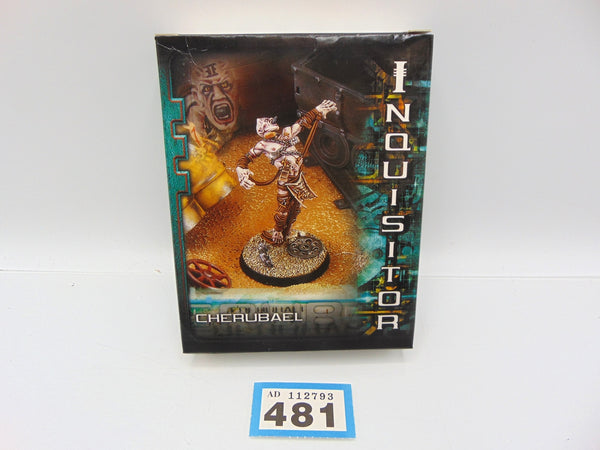 INQUISITOR
CHERUBAEL
AD 112793
481